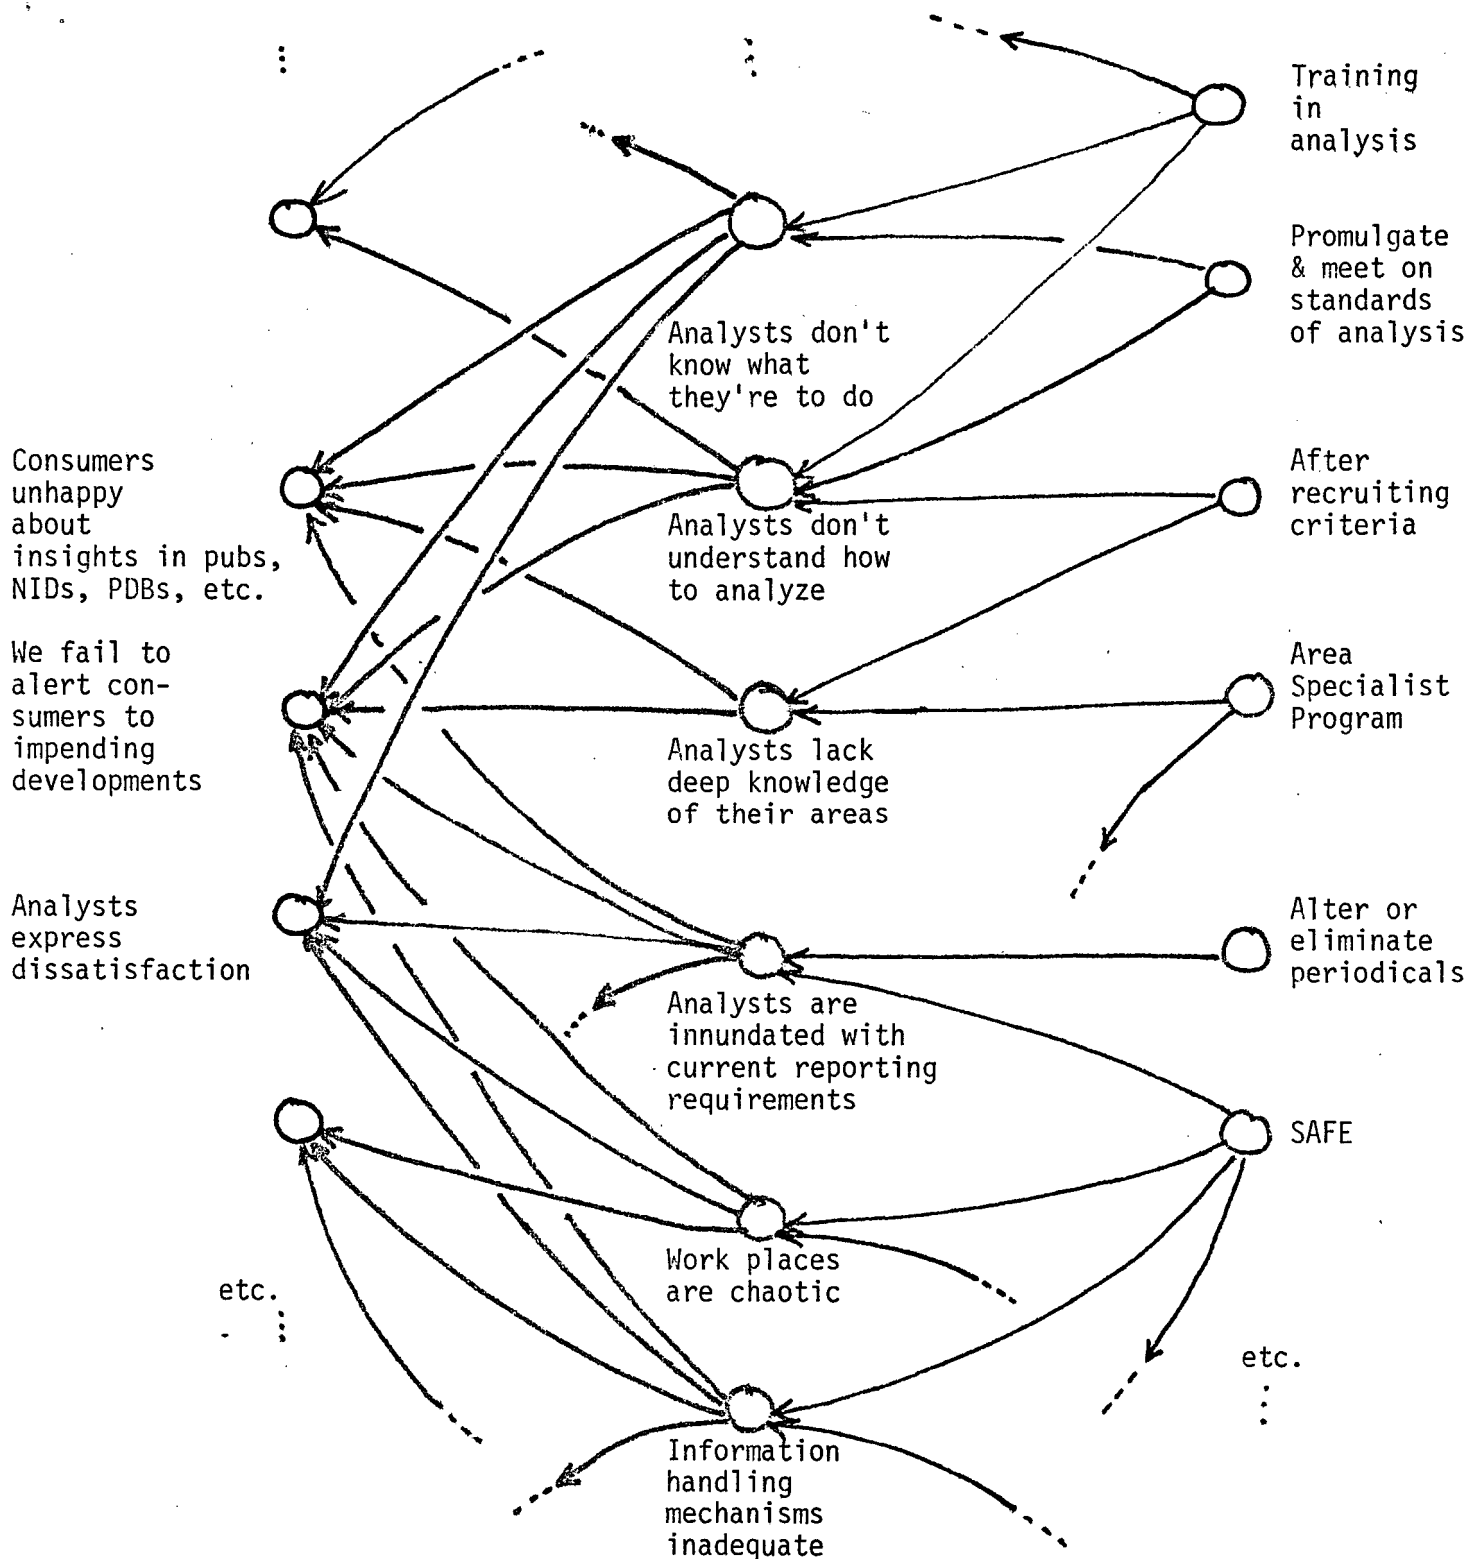 Training
in
analysis
Promulgate
& meet on
standards
of analysis
Analysts don't
know what
they're to do
Consumers
unhappy
about
insights in pubs,
NIDs, PDBs, etc.
After
recruiting
criteria
Analysts don't
understand how
to analyze
We fail to
alert con-
sumers to
impending
developments
Area
Specialist
Program
Analysts lack
deep knowledge
of their areas
Analysts
express
dissatisfaction
Alter or
eliminate
periodicals
Analysts are
innundated with
current reporting
requirements
SAFE
Work places
are chaotic
etc.
etc.
Information
handling
mechanisms
inadequate